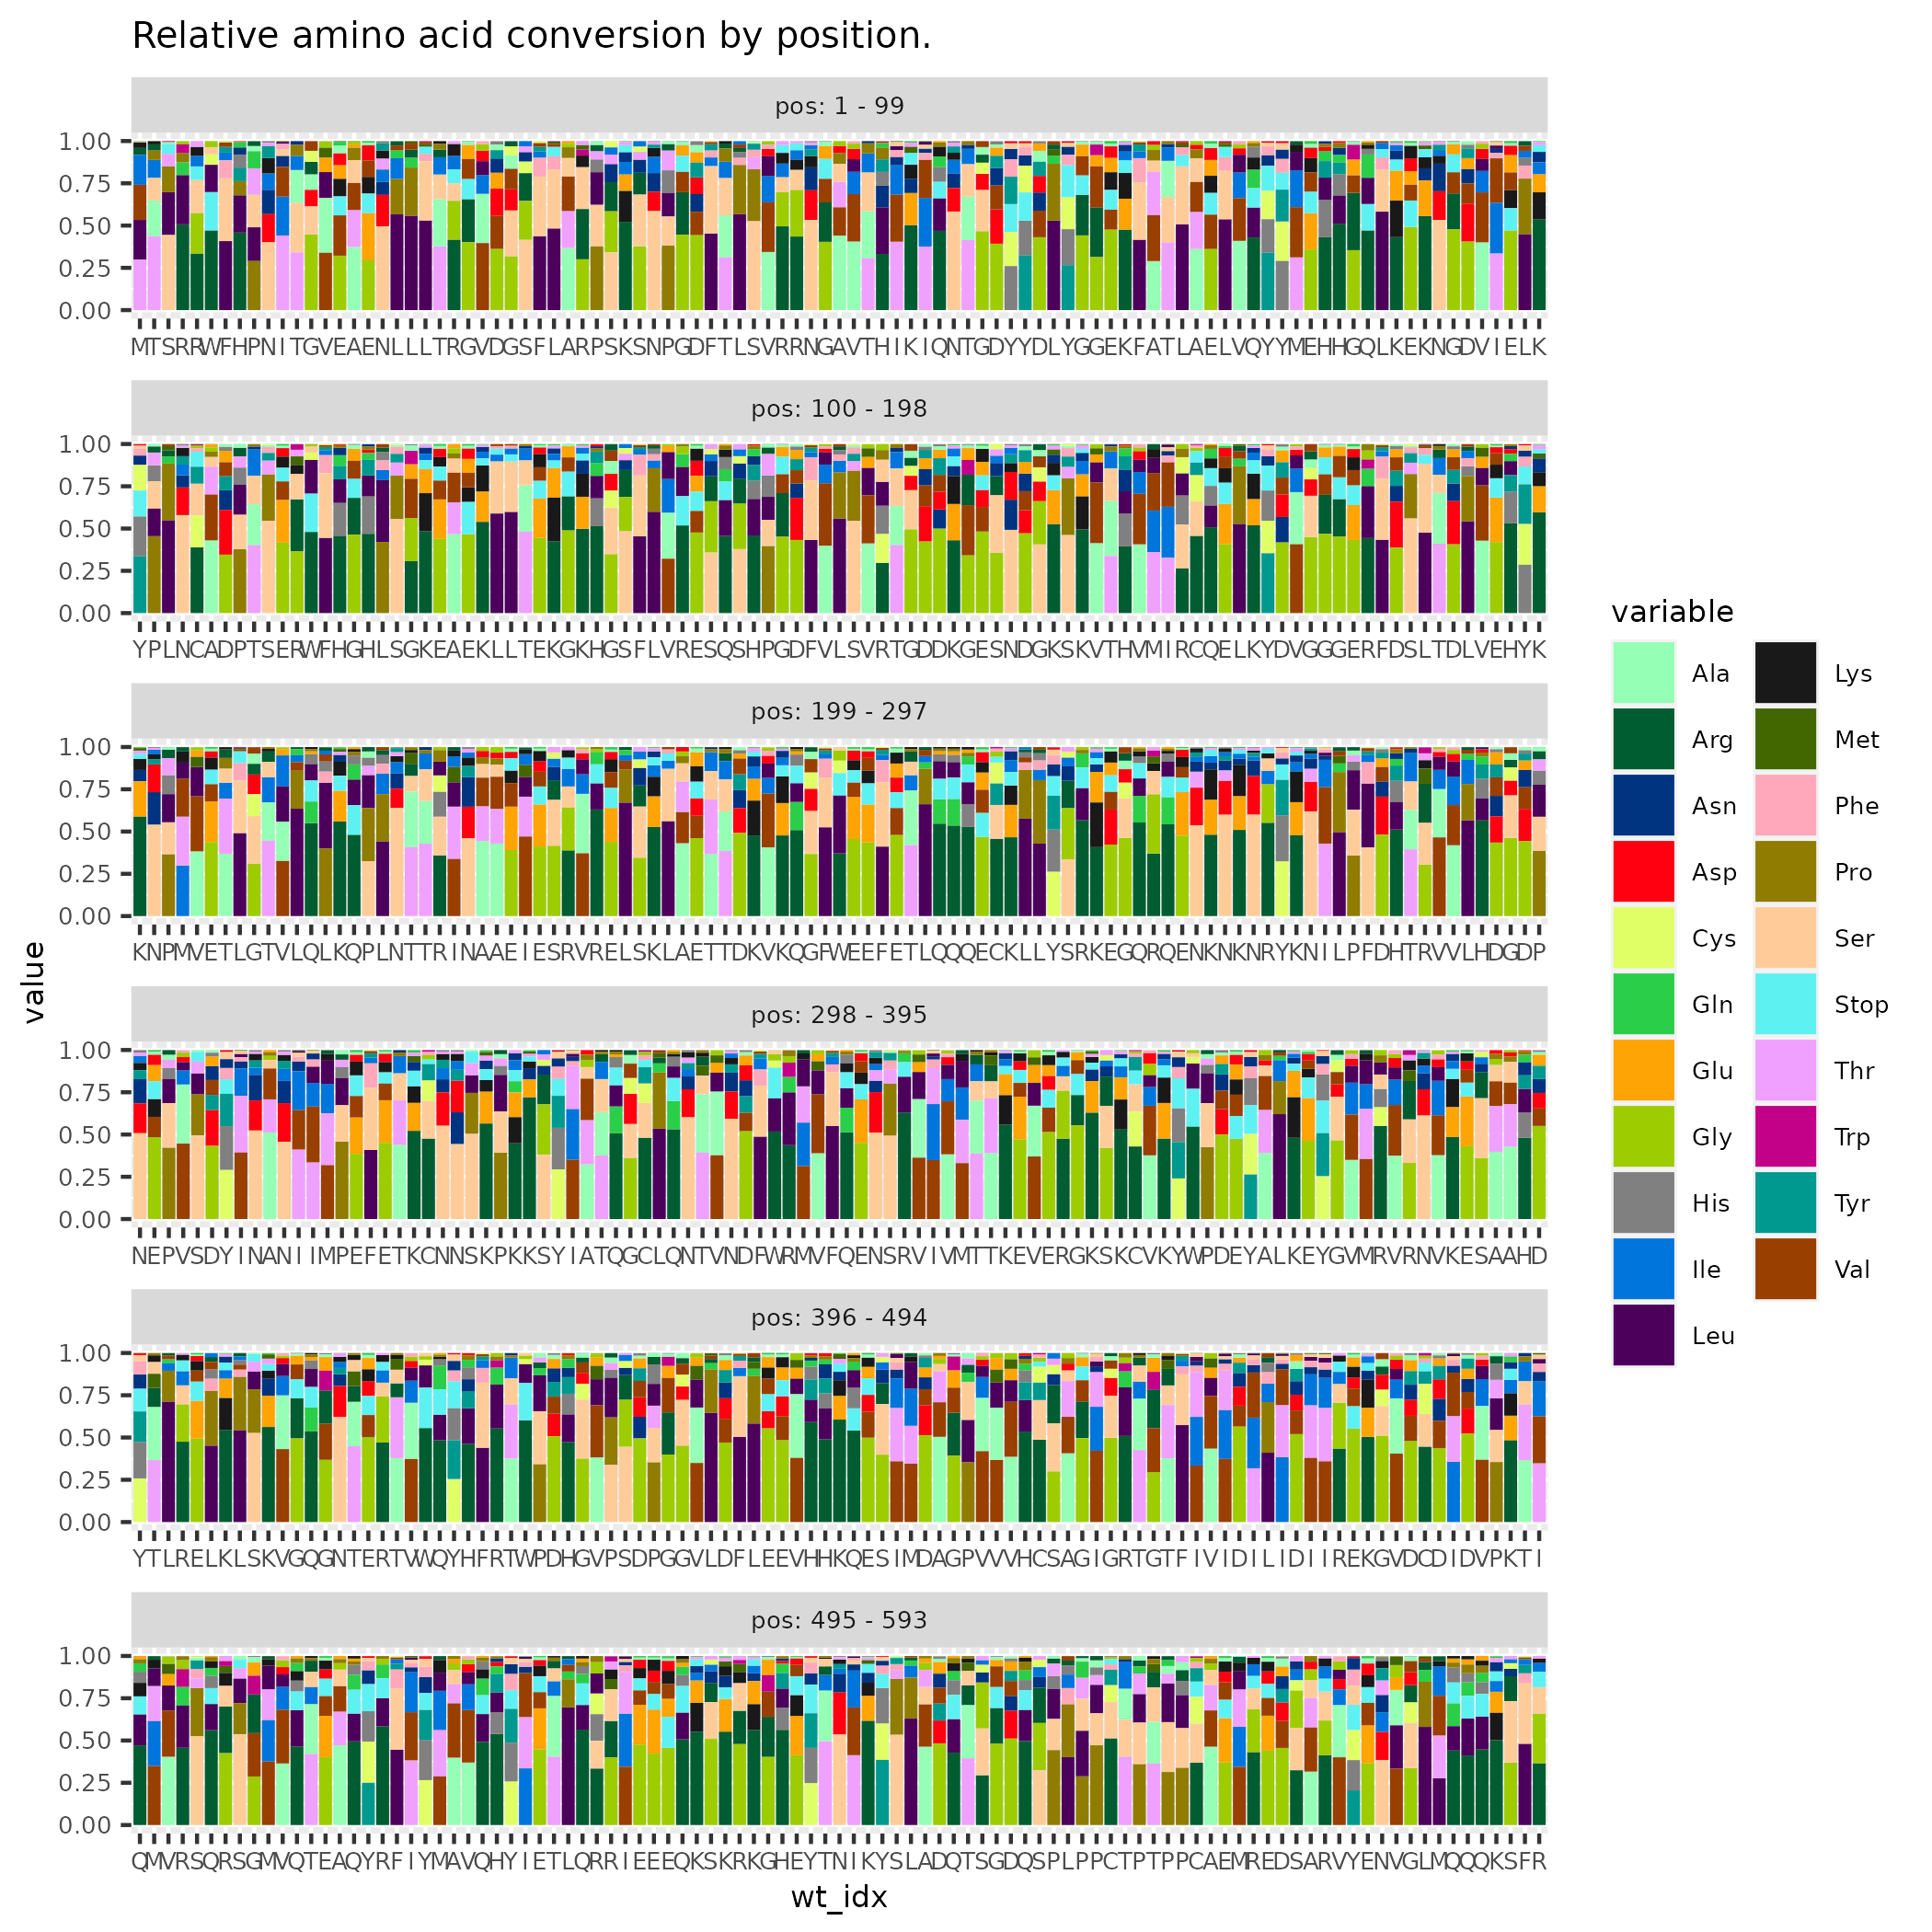 Relative amino acid conversion by position.
pos: 1 - 99
1.00
0.75
0.50
0.25
0.00
MTSRRWFHPNITGVEAENLLLTRGVDGSFLARPSKSNPGDFTLSVRRNGAVTHIKIQNTGDYYDLYGGEKFATLAELVQYYMEHHGQLKEKNGDVIELK
pos: 100 - 198
1.00
0.75
0.50
0.25
0.00
YPLNCADPTSERWFHGHLSGKEAEKLLTEKGKHGSFLVRESQSHPGDFVLSVRTGDDKGESNDGKSKVTHVMIRCQELKYDVGGGERFDSLTDLVEHYK
pos: 199 - 297
1.00
0.75
0.50
0.25
0.00
KNPMVETLGTVLQLKQPLNTTRINAAEIESRVRELSKLAETTDKVKQGFWEEFETLQQQECKLLYSRKEGQRQENKNKNRYKNILPFDHTRVVLHDGDP
pos: 298 - 395
1.00
0.75
0.50
0.25
0.00
NEPVSDYINANIIMPEFETKCNNSKPKKSYIATQGCLQNTVNDFWRMVFQENSRVIVMTTKEVERGKSKCVKYWPDEYALKEYGVMRVRNVKESAAHD
pos: 396 - 494
1.00
0.75
0.50
0.25
0.00
YTLRELKLSKVGQGNTERTVWQYHFRTWPDHGVPSDPGGVLDFLEEVHHKQESIMDAGPVVVHCSAGIGRTGTFIVIDILIDIIREKGVDCDIDVPKTI
pos: 495 - 593
1.00
0.75
0.50
0.25
0.00
QMVRSQRSGMVQTEAQYRFIYMAVQHYIETLQRRIEEEQKSKRKGHEYTNIKYSLADQTSGDQSPLPPCTPTPPCAEMREDSARVYENVGLMQQQKSFR
wt_idx
value
variable
Ala
Arg
Asn
Asp
Cys
Gln
Glu
Gly
His
Ile
Leu
Lys
Met
Phe
Pro
Ser
Stop
Thr
Trp
Tyr
Val